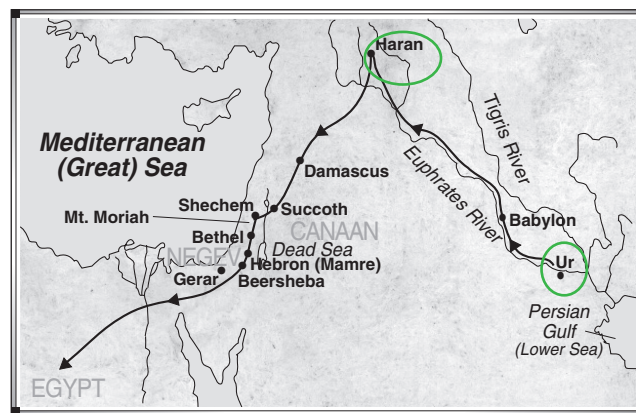 Haran
Mediterranean
(Great) Sea
Tigris River
Euphrates River
Damascus
Shechem
Succoth
Mt. Moriah
Babylon
CANAAN
Bethel
Dead Sea
NEGEV
Hebron (Mamre)
Ur
Gerar
Beersheba
Persian
Gulf
(Lower Sea)
EGYPT